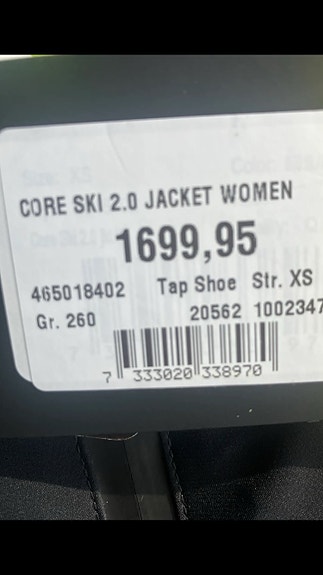 CORE SKI 2.0 JACKET WOMEN
1699,95
465018402 Tap Shoe Str. XS
Gr. 260 20562 1002347
7 333020 338970